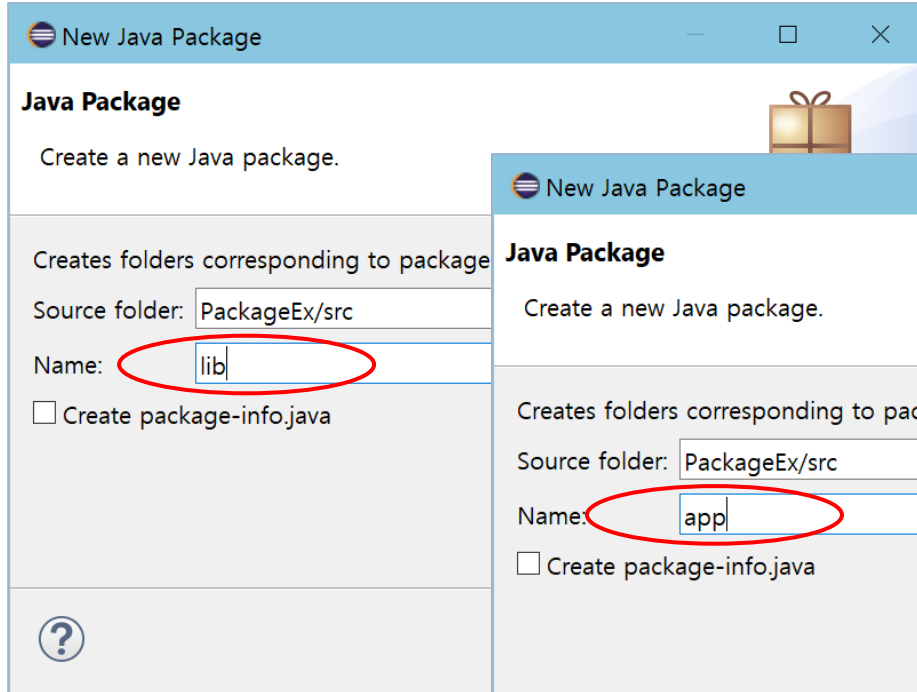 New Java Package
Java Package
Create a new Java package.
Creates folders corresponding to package
Source folder: PackageEx/src
Name: lib
Create package-info.java
?
New Java Package
Java Package
Create a new Java package.
Creates folders corresponding to pac
Source folder: PackageEx/src
Name: app
Create package-info.java